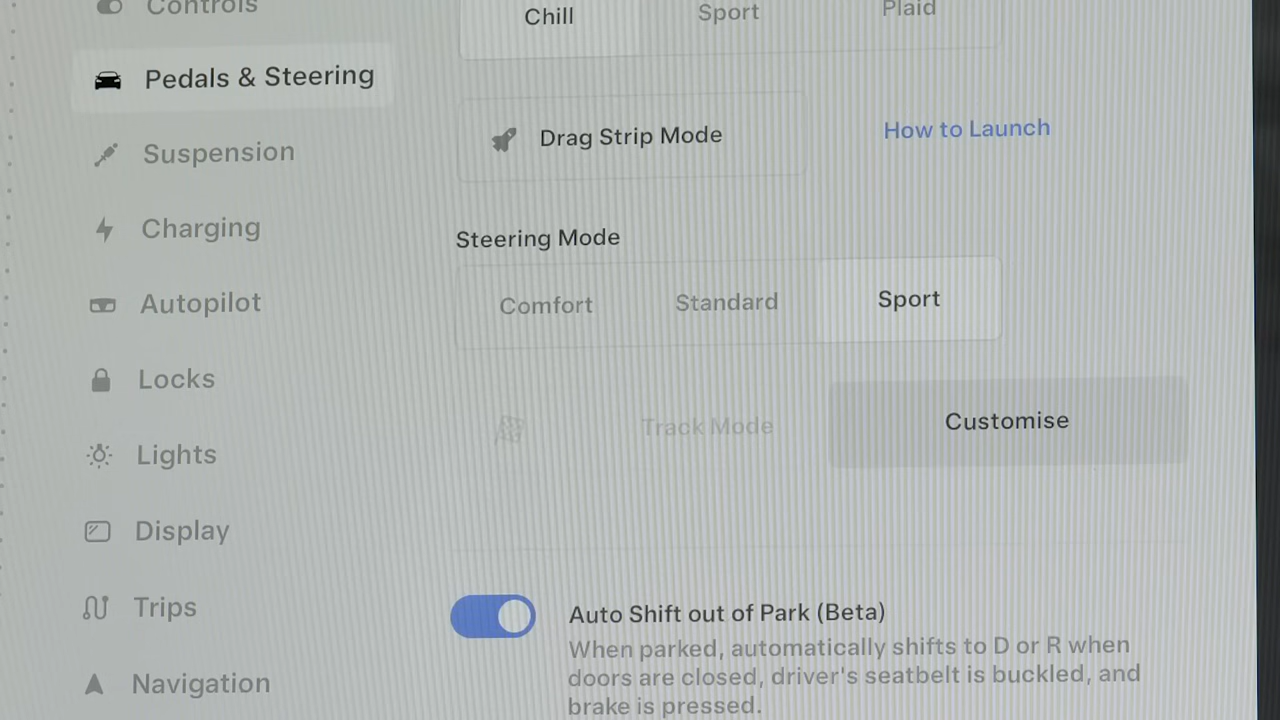 Controls
Pedals & Steering
Suspension
Charging
Autopilot
Locks
Lights
Display
Trips
Navigation
Chill
Sport
Plaid
Drag Strip Mode
How to Launch
Steering Mode
Comfort
Standard
Sport
Track Mode
Customise
Auto Shift out of Park (Beta)
When parked, automatically shifts to D or R when
doors are closed, driver's seatbelt is buckled, and
brake is pressed.